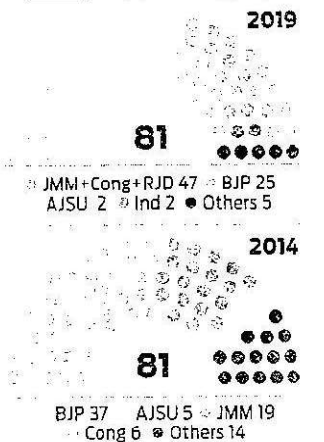 2019
81
JMM+Cong+RJD 47 BJP 25
AJSU 2 Ind 2 Others 5
2014
81
BJP 37 AJSU 5 JMM 19
Cong 6 Others 14